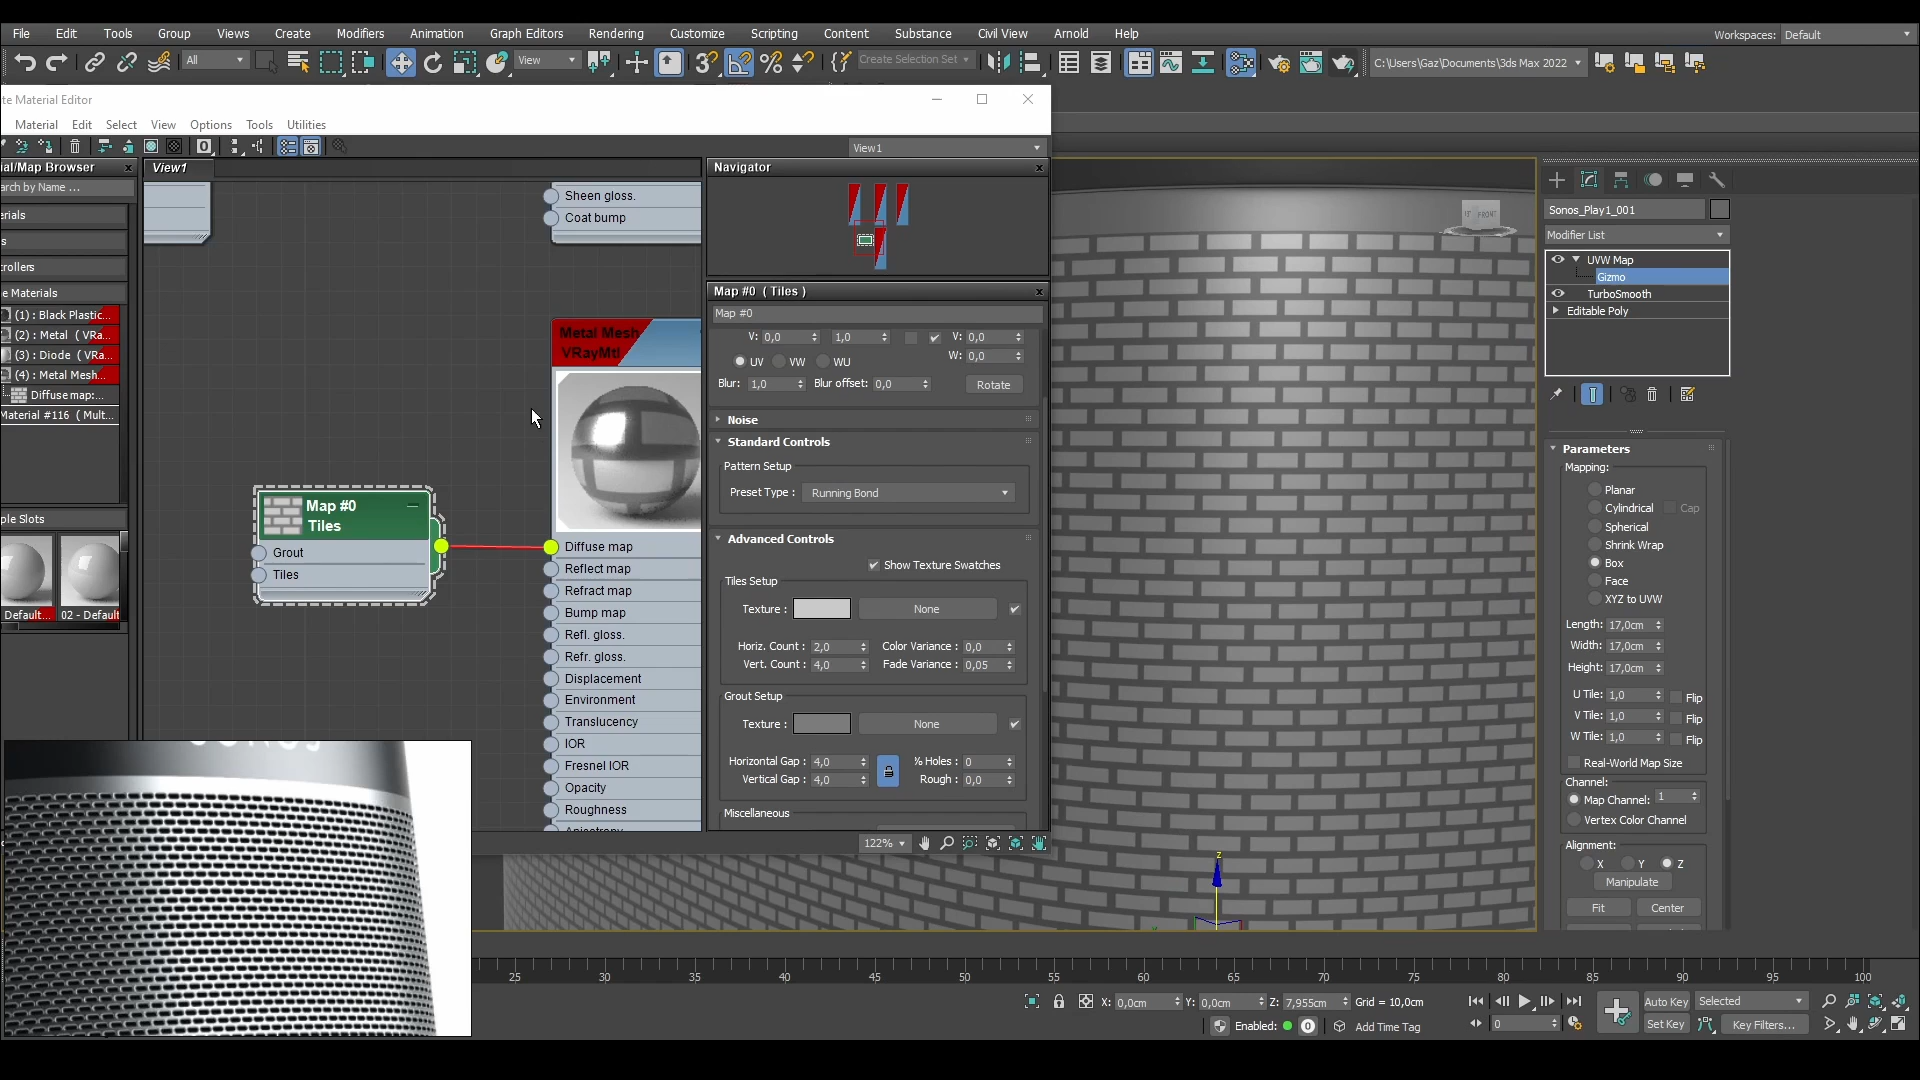 File Edit Tools Group Views Create Modifiers Animation Graph Editors Rendering Customize Scripting Content Substance Civil View Arnold Help
Workspaces: Default
All View Create Selection Set C:\Users\Gaz\Documents\3ds Max 2022
te Material Editor
Material Edit Select View Options Tools Utilities
View1
ial/Map Browser
View1
Navigator
arch by Name ...
erials
s
rollers
e Materials
(1) : Black Plastic...
(2) : Metal ( VRa...
(3) : Diode ( VRa...
(4) : Metal Mesh...
Diffuse map:...
Material #116 ( Mult...
ple Slots
Default...
02 - Default
Sheen gloss.
Coat bump
Metal Mesh
VRayMtl
Map #0
Tiles
Grout
Tiles
Diffuse map
Reflect map
Refract map
Bump map
Refl. gloss.
Refr. gloss.
Displacement
Environment
Translucency
IOR
Fresnel IOR
Opacity
Roughness
Map #0 ( Tiles )
Map #0
V: 0,0 1,0 V: 0,0
W: 0,0
UV VW WU
Blur: 1,0 Blur offset: 0,0 Rotate
Noise
Standard Controls
Pattern Setup
Preset Type : Running Bond
Advanced Controls
Show Texture Swatches
Tiles Setup
Texture : None
Horiz. Count : 2,0 Color Variance : 0,0
Vert. Count : 4,0 Fade Variance : 0,05
Grout Setup
Texture : None
Horizontal Gap : 4,0 % Holes : 0
Vertical Gap : 4,0 Rough : 0,0
Miscellaneous
122%
FRONT
z
Sonos_Play1_001
Modifier List
UVW Map
Gizmo
TurboSmooth
Editable Poly
Parameters
Mapping:
Planar
Cylindrical Cap
Spherical
Shrink Wrap
Box
Face
XYZ to UVW
Length: 17,0cm
Width: 17,0cm
Height: 17,0cm
U Tile: 1,0 Flip
V Tile: 1,0 Flip
W Tile: 1,0 Flip
Real-World Map Size
Channel:
Map Channel: 1
Vertex Color Channel
Alignment:
X Y Z
Manipulate
Fit Center
25 30 35 40 45 50 55 60 65 70 75 80 85 90 95 100
X: 0,0cm Y: 0,0cm Z: 7,955cm Grid = 10,0cm
Auto Key Selected
Enabled: 0 Add Time Tag
0 Set Key Key Filters...